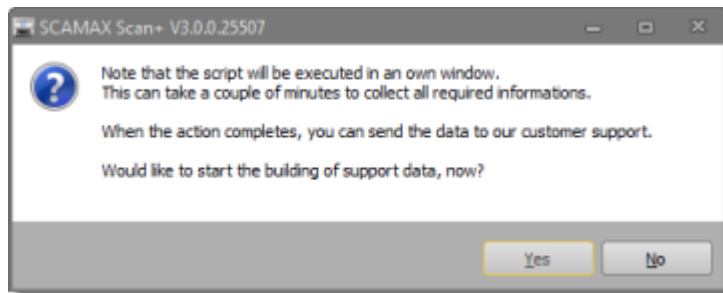 SCAMAX Scan+ V3.0.0.25507
Note that the script will be executed in an own window.
This can take a couple of minutes to collect all required informations.
When the action completes, you can send the data to our customer support.
Would like to start the building of support data, now?
Yes
No